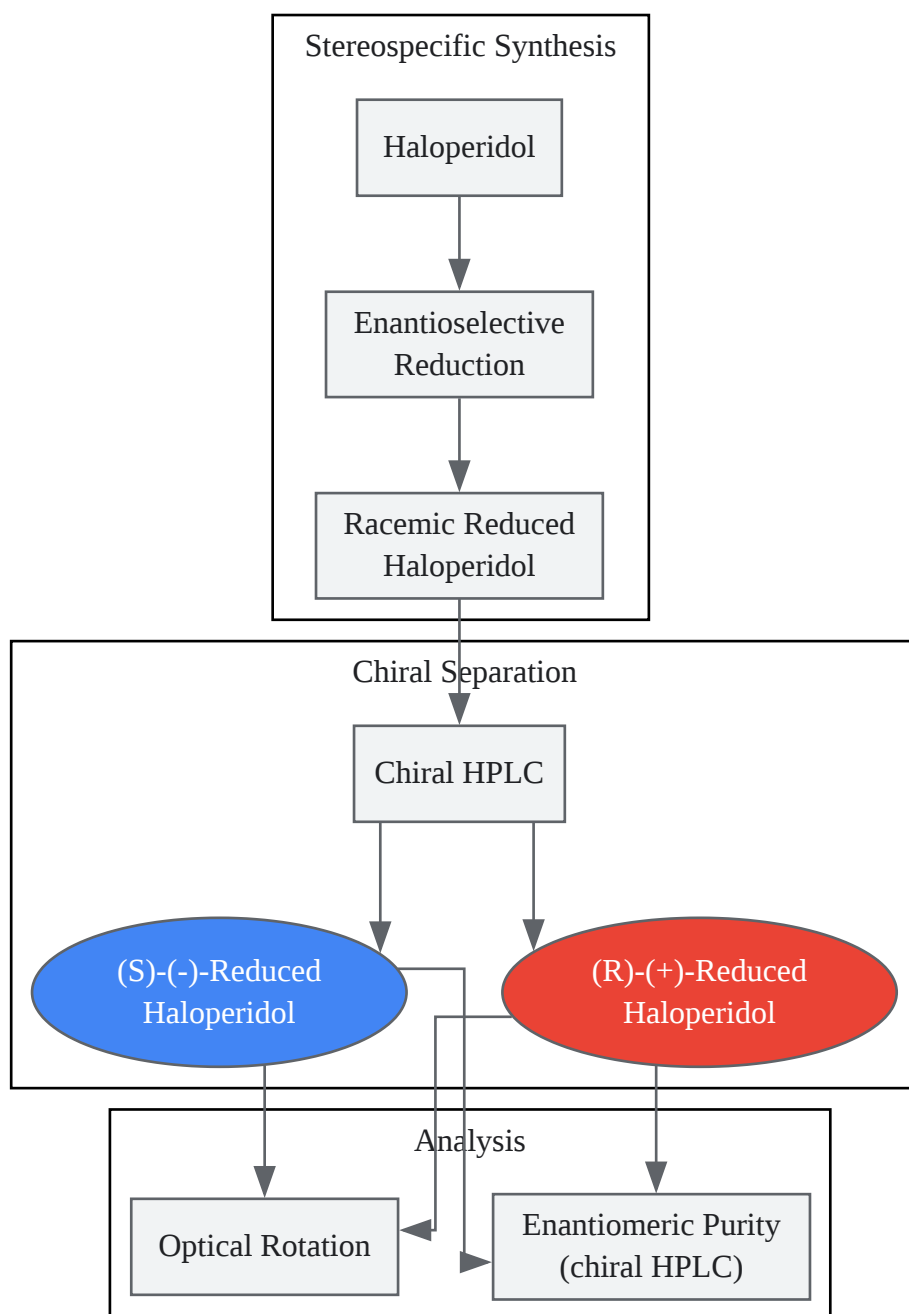 Stereospecific Synthesis
Haloperidol
Enantioselective
Reduction
Racemic Reduced
Haloperidol
Chiral Separation
Chiral HPLC
(S)-(-)-Reduced
Haloperidol
(R)-(+)-Reduced
Haloperidol
Analysis
Optical Rotation
Enantiomeric Purity
(chiral HPLC)